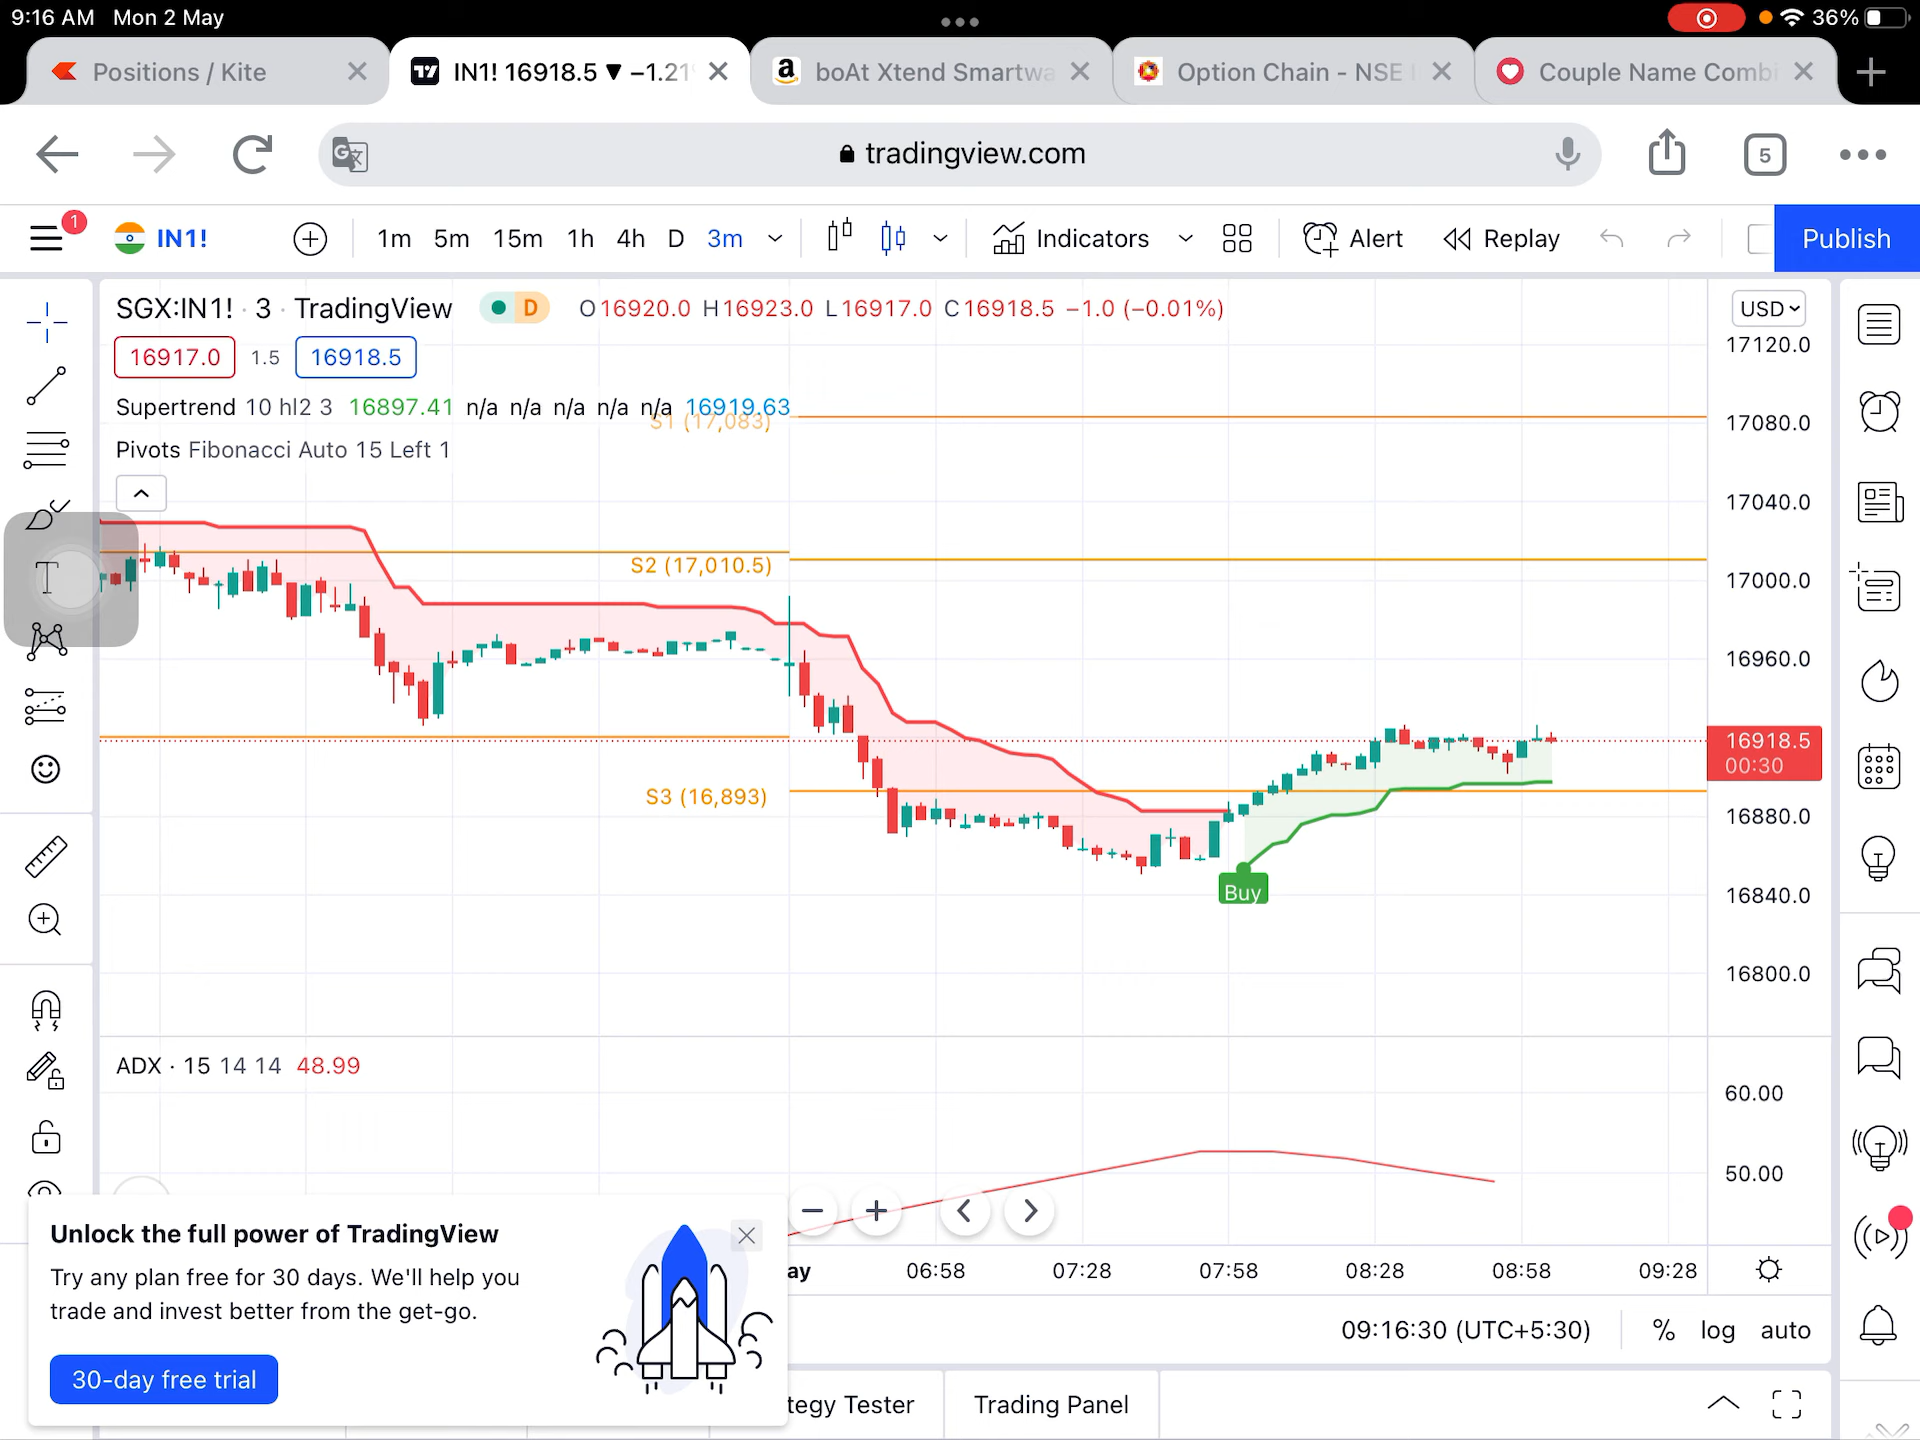 9:16 AM Mon 2 May
36%
Positions / Kite
IN1! 16918.5 ▼ −1.21
boAt Xtend Smartwa
Option Chain - NSE
Couple Name Combi
tradingview.com
5
1
IN1!
1m 5m 15m 1h 4h D 3m
Indicators
Alert
Replay
Publish
SGX:IN1! · 3 · TradingView
D
O16920.0 H16923.0 L16917.0 C16918.5 −1.0 (−0.01%)
USD
16917.0 1.5 16918.5
Supertrend 10 hl2 3 16897.41 n/a n/a n/a n/a n/a 16919.63
S1 (17,083)
Pivots Fibonacci Auto 15 Left 1
17120.0
17080.0
17040.0
S2 (17,010.5)
17000.0
16960.0
16918.5
00:30
S3 (16,893)
16880.0
Buy
16840.0
16800.0
ADX · 15 14 14 48.99
60.00
50.00
ay 06:58 07:28 07:58 08:28 08:58 09:28
Unlock the full power of TradingView
Try any plan free for 30 days. We'll help you
trade and invest better from the get-go.
30-day free trial
09:16:30 (UTC+5:30) % log auto
tegy Tester
Trading Panel